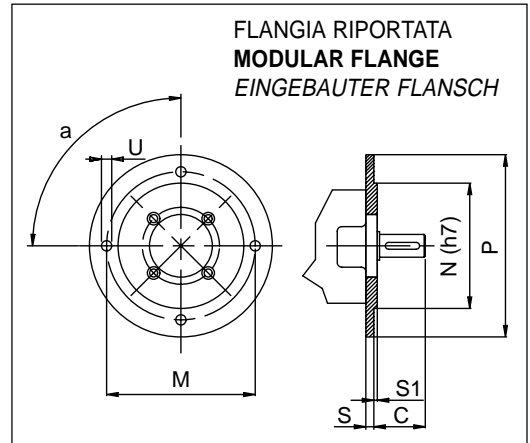 FLANGIA RIPORTATA
MODULAR FLANGE
EINGEBAUTER FLANSCH
a
U
N (h7)
P
M
S1
S
C